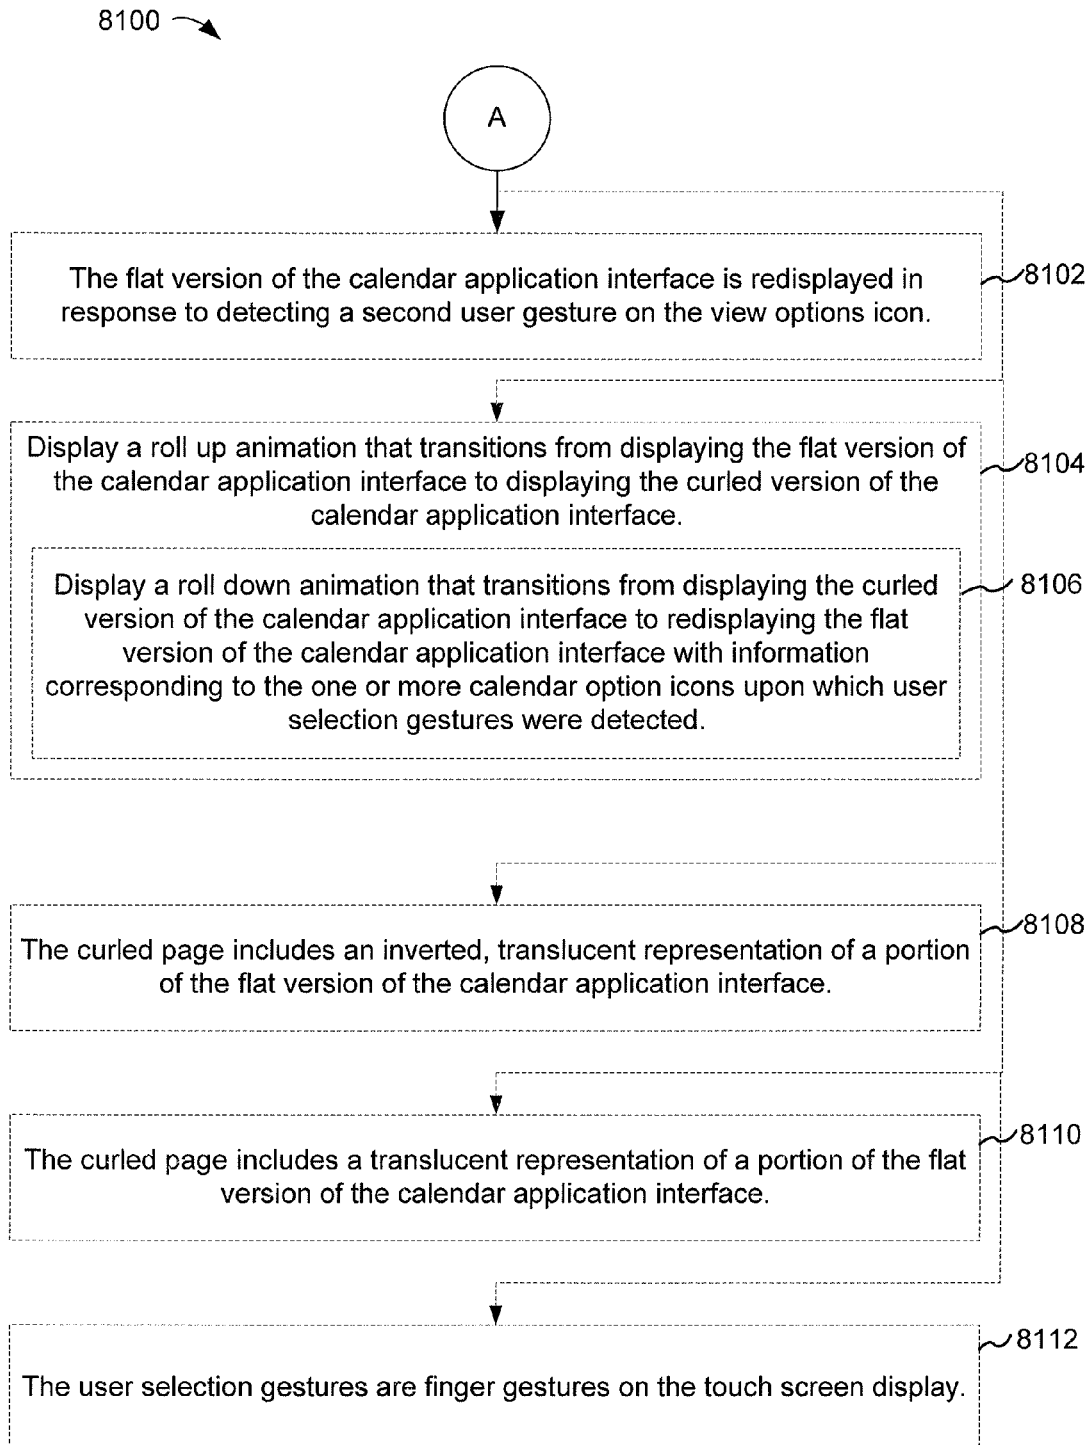 8100
A
The flat version of the calendar application interface is redisplayed in
response to detecting a second user gesture on the view options icon.
8102
Display a roll up animation that transitions from displaying the flat version of
the calendar application interface to displaying the curled version of the
calendar application interface.
8104
Display a roll down animation that transitions from displaying the curled
version of the calendar application interface to redisplaying the flat
version of the calendar application interface with information
corresponding to the one or more calendar option icons upon which user
selection gestures were detected.
8106
The curled page includes an inverted, translucent representation of a portion
of the flat version of the calendar application interface.
8108
The curled page includes a translucent representation of a portion of the flat
version of the calendar application interface.
8110
The user selection gestures are finger gestures on the touch screen display.
8112